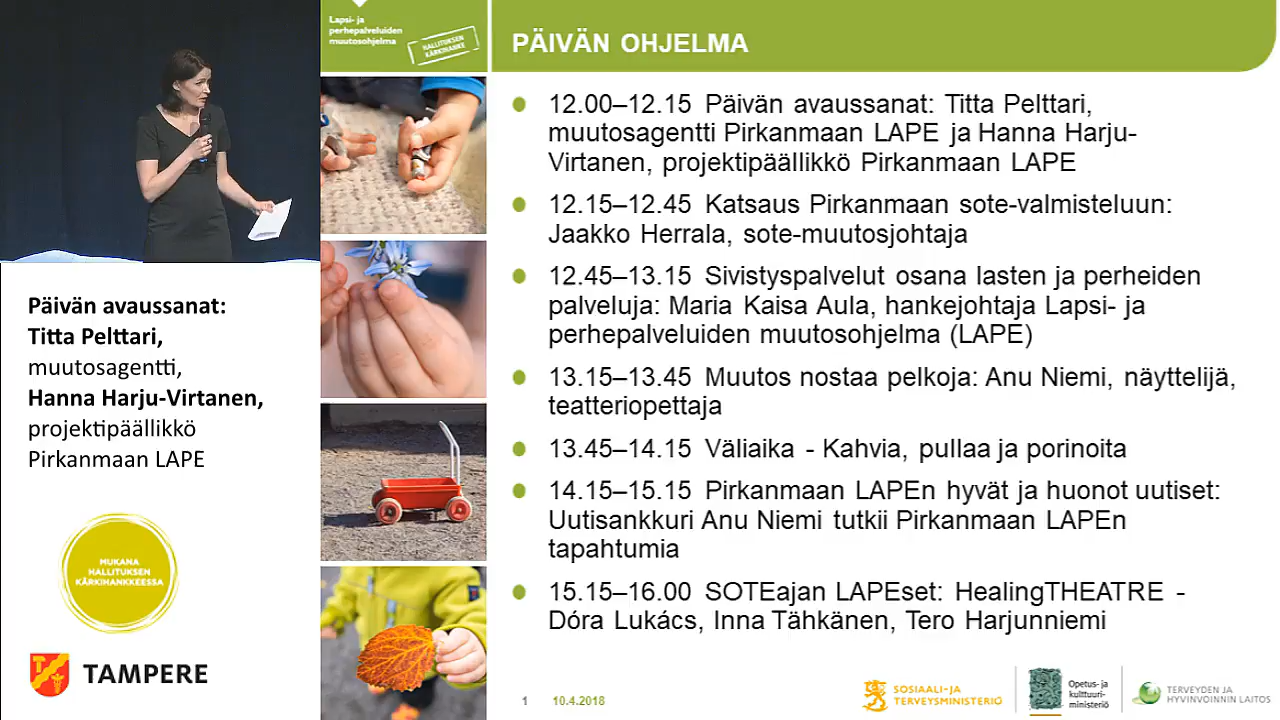 Lapsi- ja
perhepalveluiden
muutosohjelma
HALLITUKSEN
KÄRKIHANKE
PÄIVÄN OHJELMA
12.00–12.15 Päivän avaussanat: Titta Pelttari,
muutosagentti Pirkanmaan LAPE ja Hanna Harju-
Virtanen, projektipäällikkö Pirkanmaan LAPE
12.15–12.45 Katsaus Pirkanmaan sote-valmisteluun:
Jaakko Herrala, sote-muutosjohtaja
12.45–13.15 Sivistyspalvelut osana lasten ja perheiden
palveluja: Maria Kaisa Aula, hankejohtaja Lapsi- ja
perhepalveluiden muutosohjelma (LAPE)
13.15–13.45 Muutos nostaa pelkoja: Anu Niemi, näyttelijä,
teatteriopettaja
13.45–14.15 Väliaika - Kahvia, pullaa ja porinoita
14.15–15.15 Pirkanmaan LAPEn hyvät ja huonot uutiset:
Uutisankkuri Anu Niemi tutkii Pirkanmaan LAPEn
tapahtumia
15.15–16.00 SOTEajan LAPEset: HealingTHEATRE -
Dóra Lukács, Inna Tähkänen, Tero Harjunniemi
Päivän avaussanat:
Titta Pelttari,
muutosagentti,
Hanna Harju-Virtanen,
projektipäällikkö
Pirkanmaan LAPE
MUKANA
HALLITUKSEN
KÄRKIHANKKEESSA
TAMPERE
1 10.4.2018
SOSIAALI- JA
TERVEYSMINISTERIÖ
Opetus- ja
kulttuuri-
ministeriö
TERVEYDEN JA
HYVINVOINNIN LAITOS